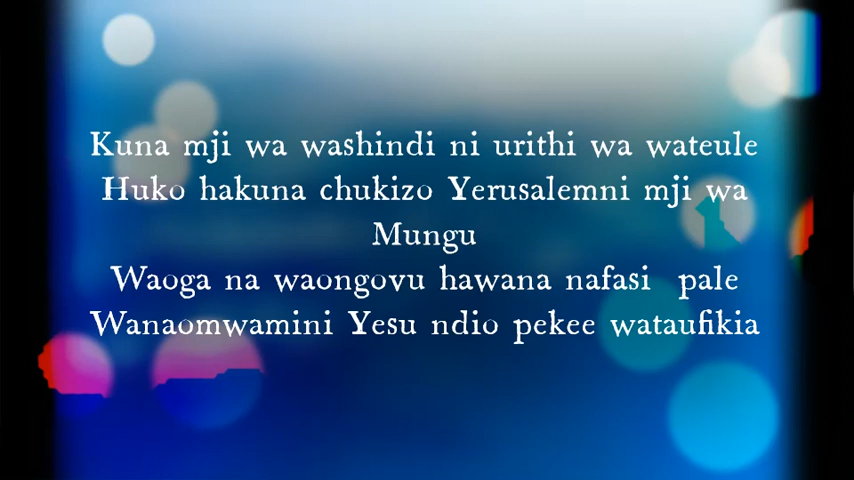 Kuna mji wa washindi ni urithi wa wateule
Huko hakuna chukizo Yerusalemni mji wa
Mungu
Waoga na waongovu hawana nafasi pale
Wanaomwamini Yesu ndio pekee wataufikia